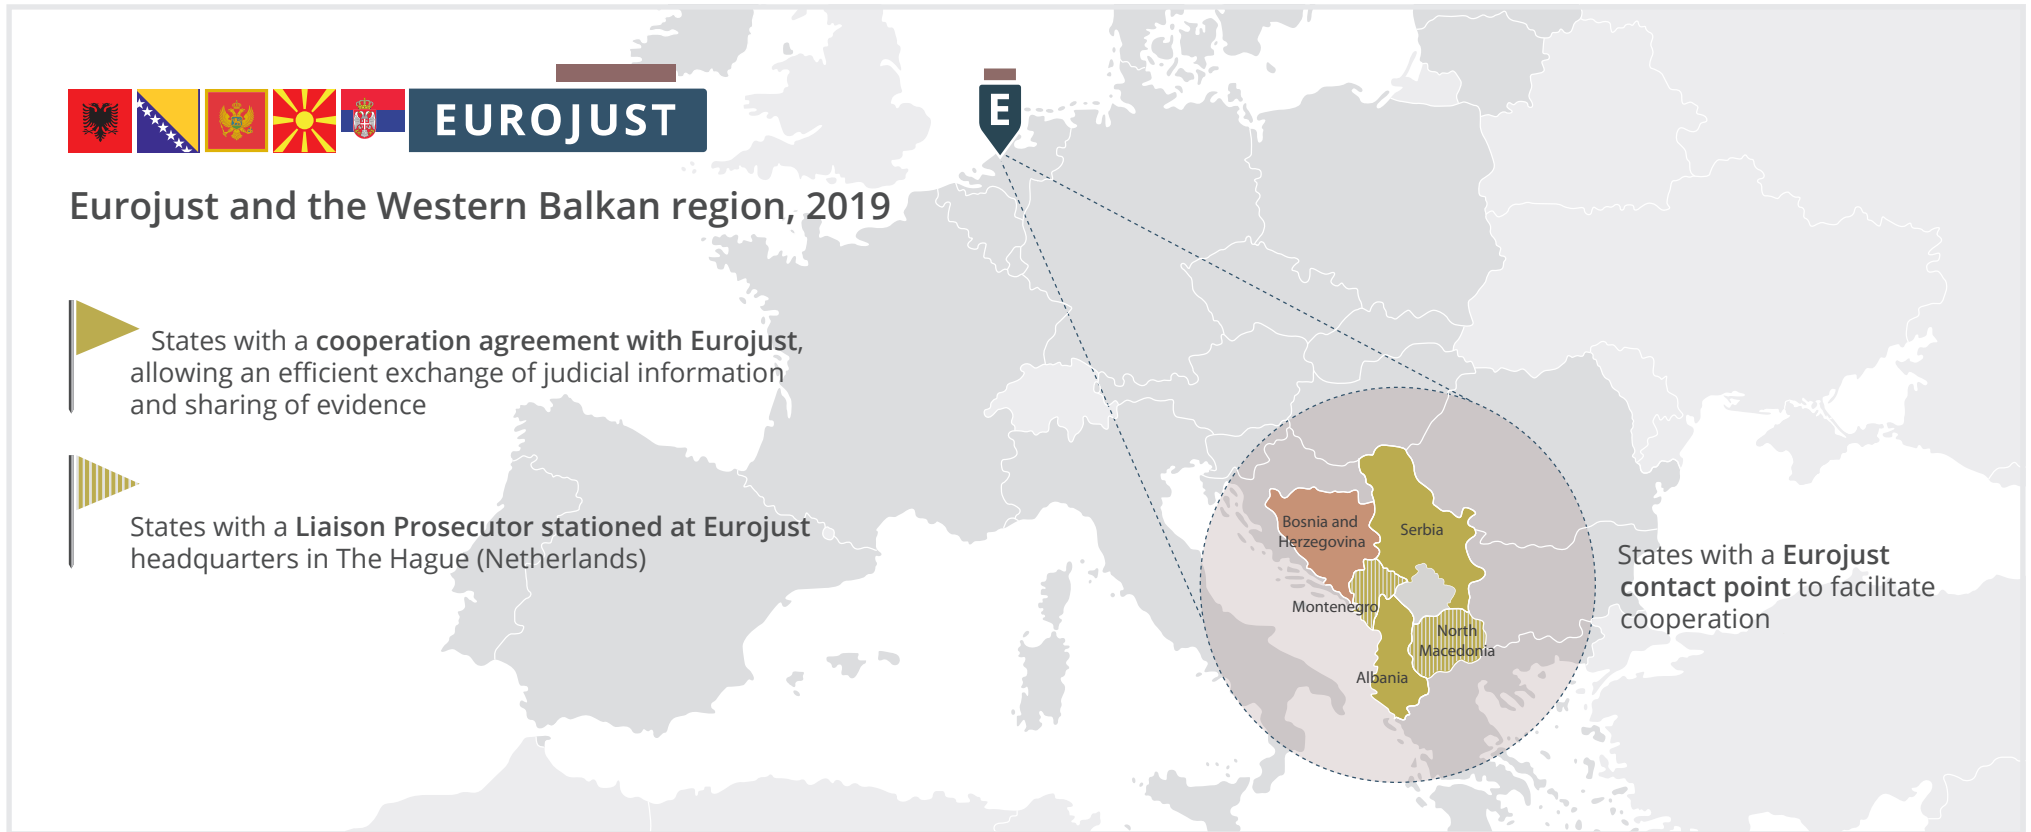 EUROJUST
E
Eurojust and the Western Balkan region, 2019
States with a cooperation agreement with Eurojust,
allowing an efficient exchange of judicial information
and sharing of evidence
States with a Liaison Prosecutor stationed at Eurojust
headquarters in The Hague (Netherlands)
Bosnia and
Herzegovina
Serbia
Montenegro
North
Macedonia
Albania
States with a Eurojust
contact point to facilitate
cooperation